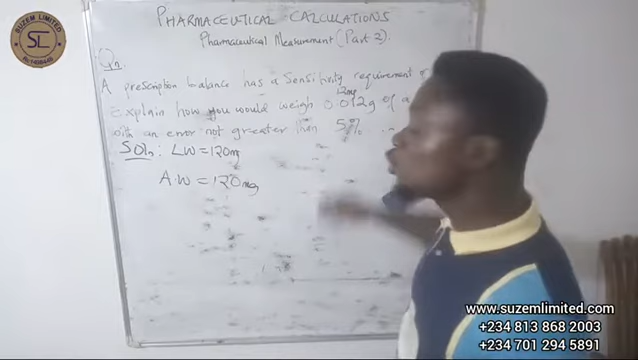 SUZEM LIMITED
SL
PHARMACEUTICAL CALCULATIONS
Pharmaceutical Measurement (Part 2).
Qn
A prescription balance has a Sensitivity requirement of
12mg
Explain how you would weigh 0.012g of a
with an error not greater than 5%...
Soln: LW = 120mg
A.W = 120mg
www.suzemlimited.com
+234 813 868 2003
+234 701 294 5891